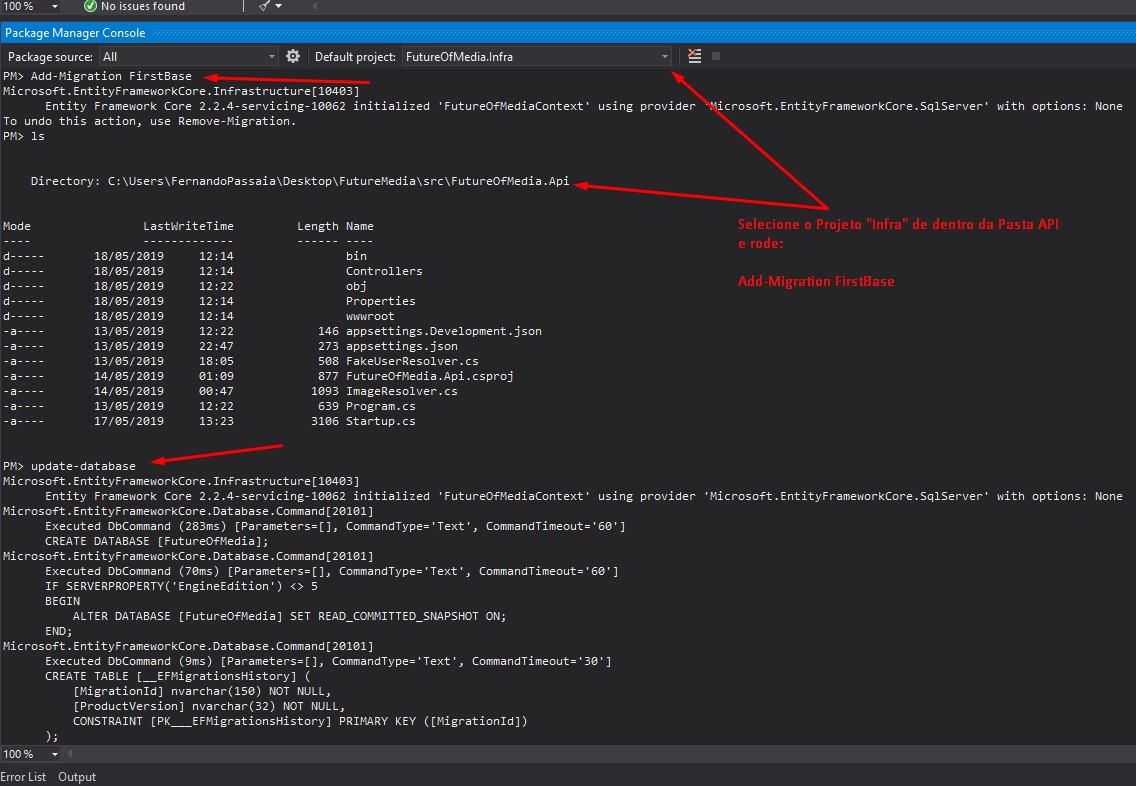 100 % No issues found
Package Manager Console
Package source: All Default project: FutureOfMedia.Infra
PM> Add-Migration FirstBase
Microsoft.EntityFrameworkCore.Infrastructure[10403]
Entity Framework Core 2.2.4-servicing-10062 initialized 'FutureOfMediaContext' using provider 'Microsoft.EntityFrameworkCore.SqlServer' with options: None
To undo this action, use Remove-Migration.
PM> ls
Directory: C:\Users\FernandoPassaia\Desktop\FutureMedia\src\FutureOfMedia.Api
Selecione o Projeto "Infra" de dentro da Pasta API
e rode:
Add-Migration FirstBase
Mode LastWriteTime Length Name
---- ------------- ------ ----
d----- 18/05/2019 12:14 bin
d----- 18/05/2019 12:14 Controllers
d----- 18/05/2019 12:22 obj
d----- 18/05/2019 12:14 Properties
d----- 18/05/2019 12:14 wwwroot
-a---- 13/05/2019 12:22 146 appsettings.Development.json
-a---- 13/05/2019 22:47 273 appsettings.json
-a---- 13/05/2019 18:05 508 FakeUserResolver.cs
-a---- 14/05/2019 01:09 877 FutureOfMedia.Api.csproj
-a---- 14/05/2019 00:47 1093 ImageResolver.cs
-a---- 13/05/2019 12:22 639 Program.cs
-a---- 17/05/2019 13:23 3106 Startup.cs
PM> update-database
Microsoft.EntityFrameworkCore.Infrastructure[10403]
Entity Framework Core 2.2.4-servicing-10062 initialized 'FutureOfMediaContext' using provider 'Microsoft.EntityFrameworkCore.SqlServer' with options: None
Microsoft.EntityFrameworkCore.Database.Command[20101]
Executed DbCommand (283ms) [Parameters=[], CommandType='Text', CommandTimeout='60']
CREATE DATABASE [FutureOfMedia];
Microsoft.EntityFrameworkCore.Database.Command[20101]
Executed DbCommand (70ms) [Parameters=[], CommandType='Text', CommandTimeout='60']
IF SERVERPROPERTY('EngineEdition') <> 5
BEGIN
ALTER DATABASE [FutureOfMedia] SET READ_COMMITTED_SNAPSHOT ON;
END;
Microsoft.EntityFrameworkCore.Database.Command[20101]
Executed DbCommand (9ms) [Parameters=[], CommandType='Text', CommandTimeout='30']
CREATE TABLE [__EFMigrationsHistory] (
[MigrationId] nvarchar(150) NOT NULL,
[ProductVersion] nvarchar(32) NOT NULL,
CONSTRAINT [PK___EFMigrationsHistory] PRIMARY KEY ([MigrationId])
);
100 %
Error List Output